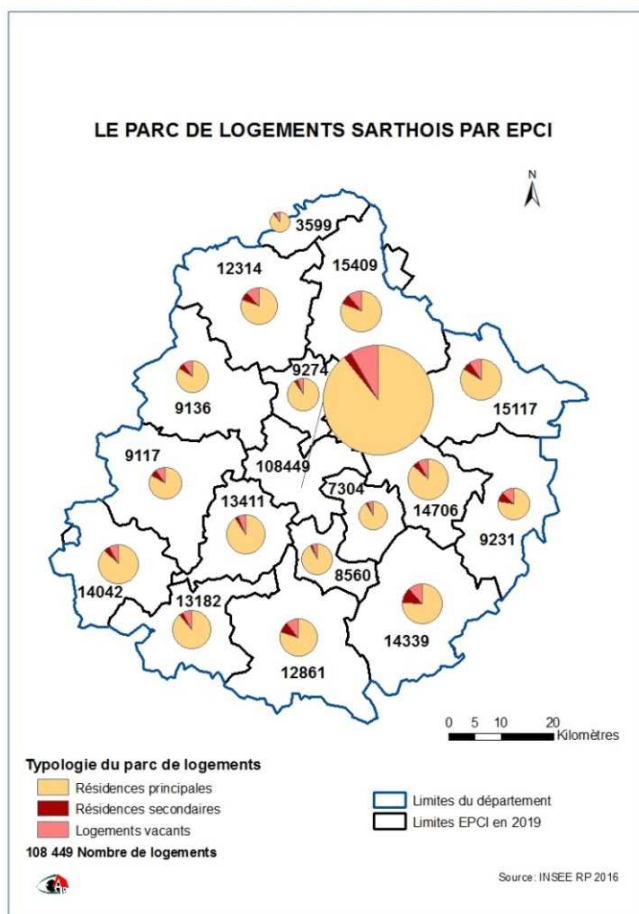 LE PARC DE LOGEMENTS SARTHOIS PAR EPCI
N
3599
12314
15409
9274
9136
15117
9117
108449
7304
13411
14706
9231
14042
8560
13182
14339
12861
0 5 10 20
Kilomètres
Typologie du parc de logements
Résidences principales
Résidences secondaires
Logements vacants
108 449 Nombre de logements
Limites du département
Limites EPCI en 2019
Source: INSEE RP 2016